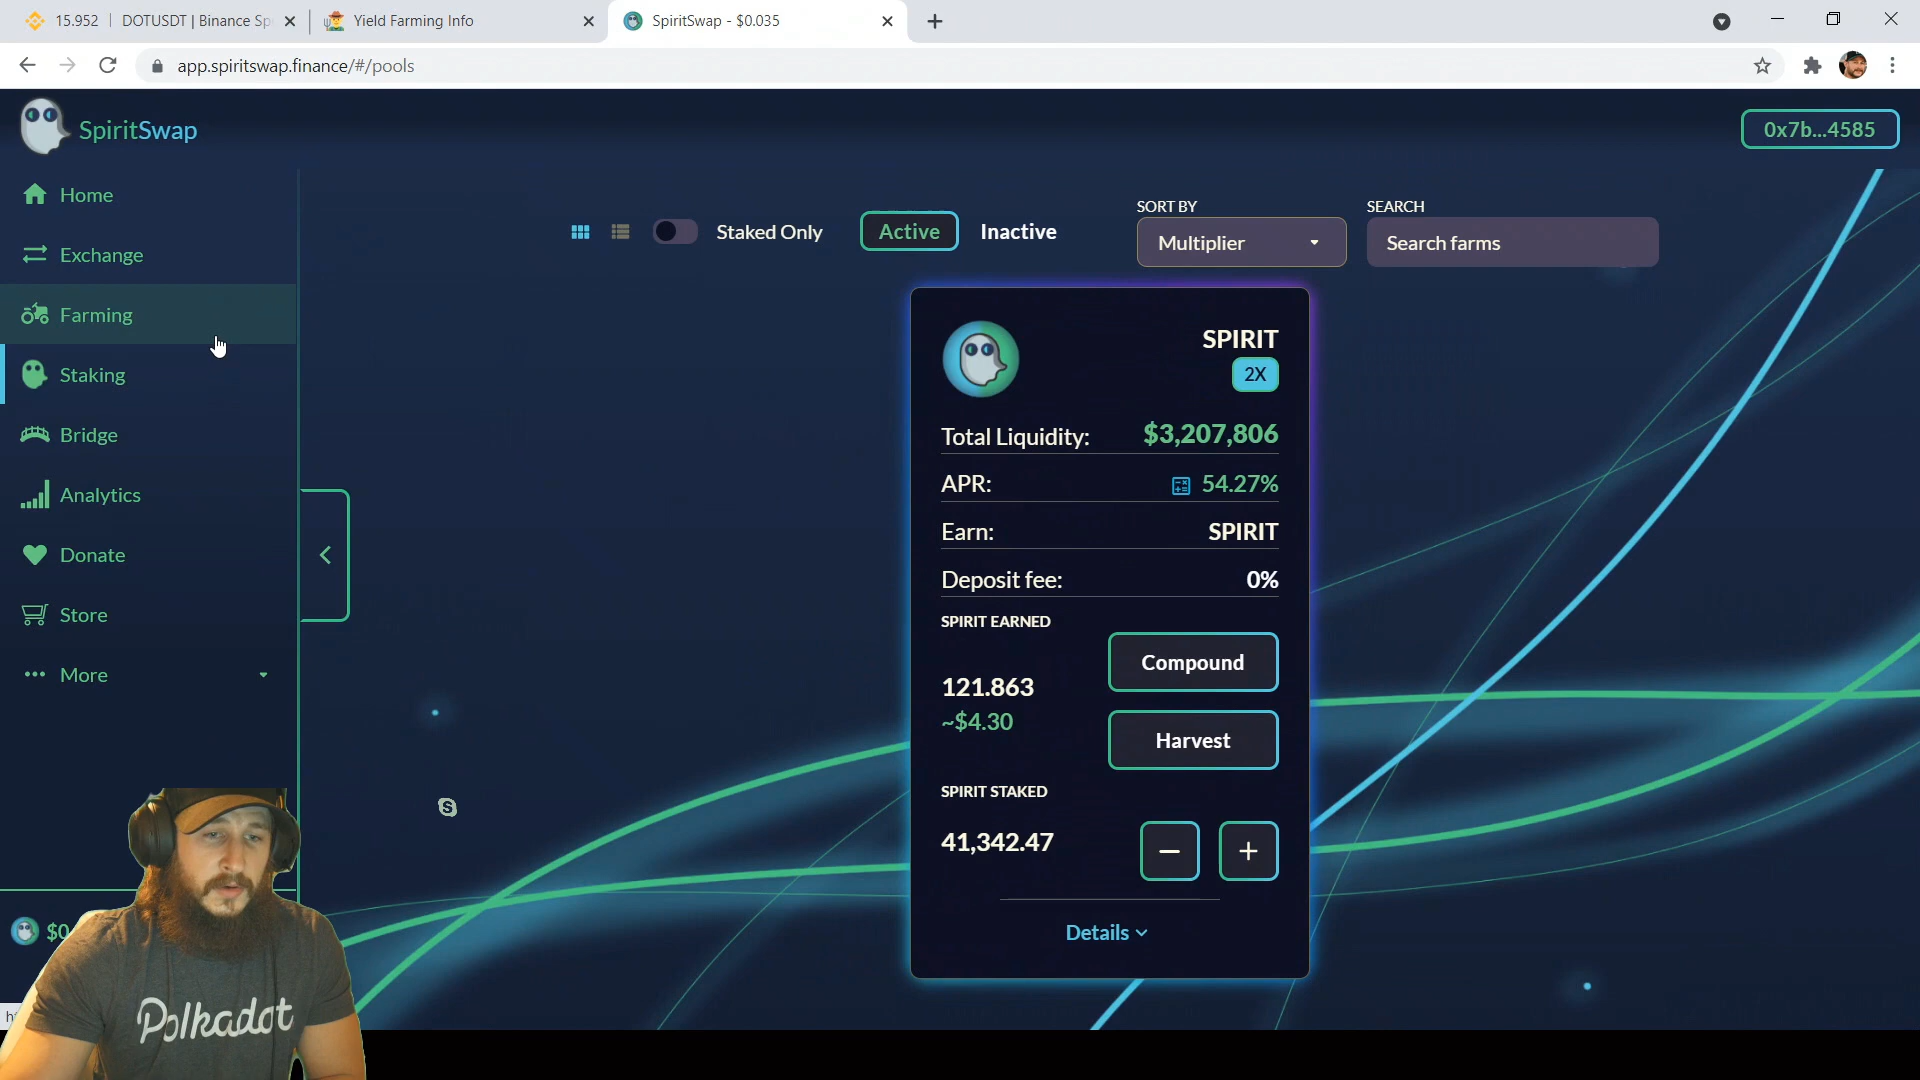 15.952 | DOTUSDT | Binance Sp
Yield Farming Info
SpiritSwap - $0.035
app.spiritswap.finance/#/pools
SpiritSwap
0x7b...4585
Home
Exchange
Farming
Staking
Bridge
Analytics
Donate
Store
More
Staked Only
Active
Inactive
SORT BY
Multiplier
SEARCH
Search farms
SPIRIT
2X
Total Liquidity: $3,207,806
APR: 54.27%
Earn: SPIRIT
Deposit fee: 0%
SPIRIT EARNED
121.863
~$4.30
Compound
Harvest
SPIRIT STAKED
41,342.47
Details
Polkadot